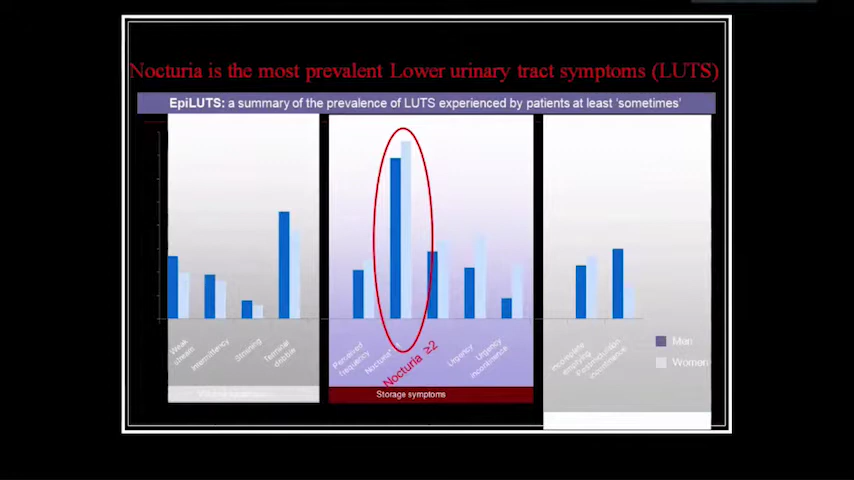 Nocturia is the most prevalent Lower urinary tract symptoms (LUTS)
EpiLUTS: a summary of the prevalence of LUTS experienced by patients at least ‘sometimes’
Weak
stream
Intermittency
Straining
Terminal
dribble
Perceived
frequency
Nocturia
Nocturia ≥2
Urgency
Urgency
incontinence
Incomplete
emptying
Postmicturition
incontinence
Men
Women
Storage symptoms